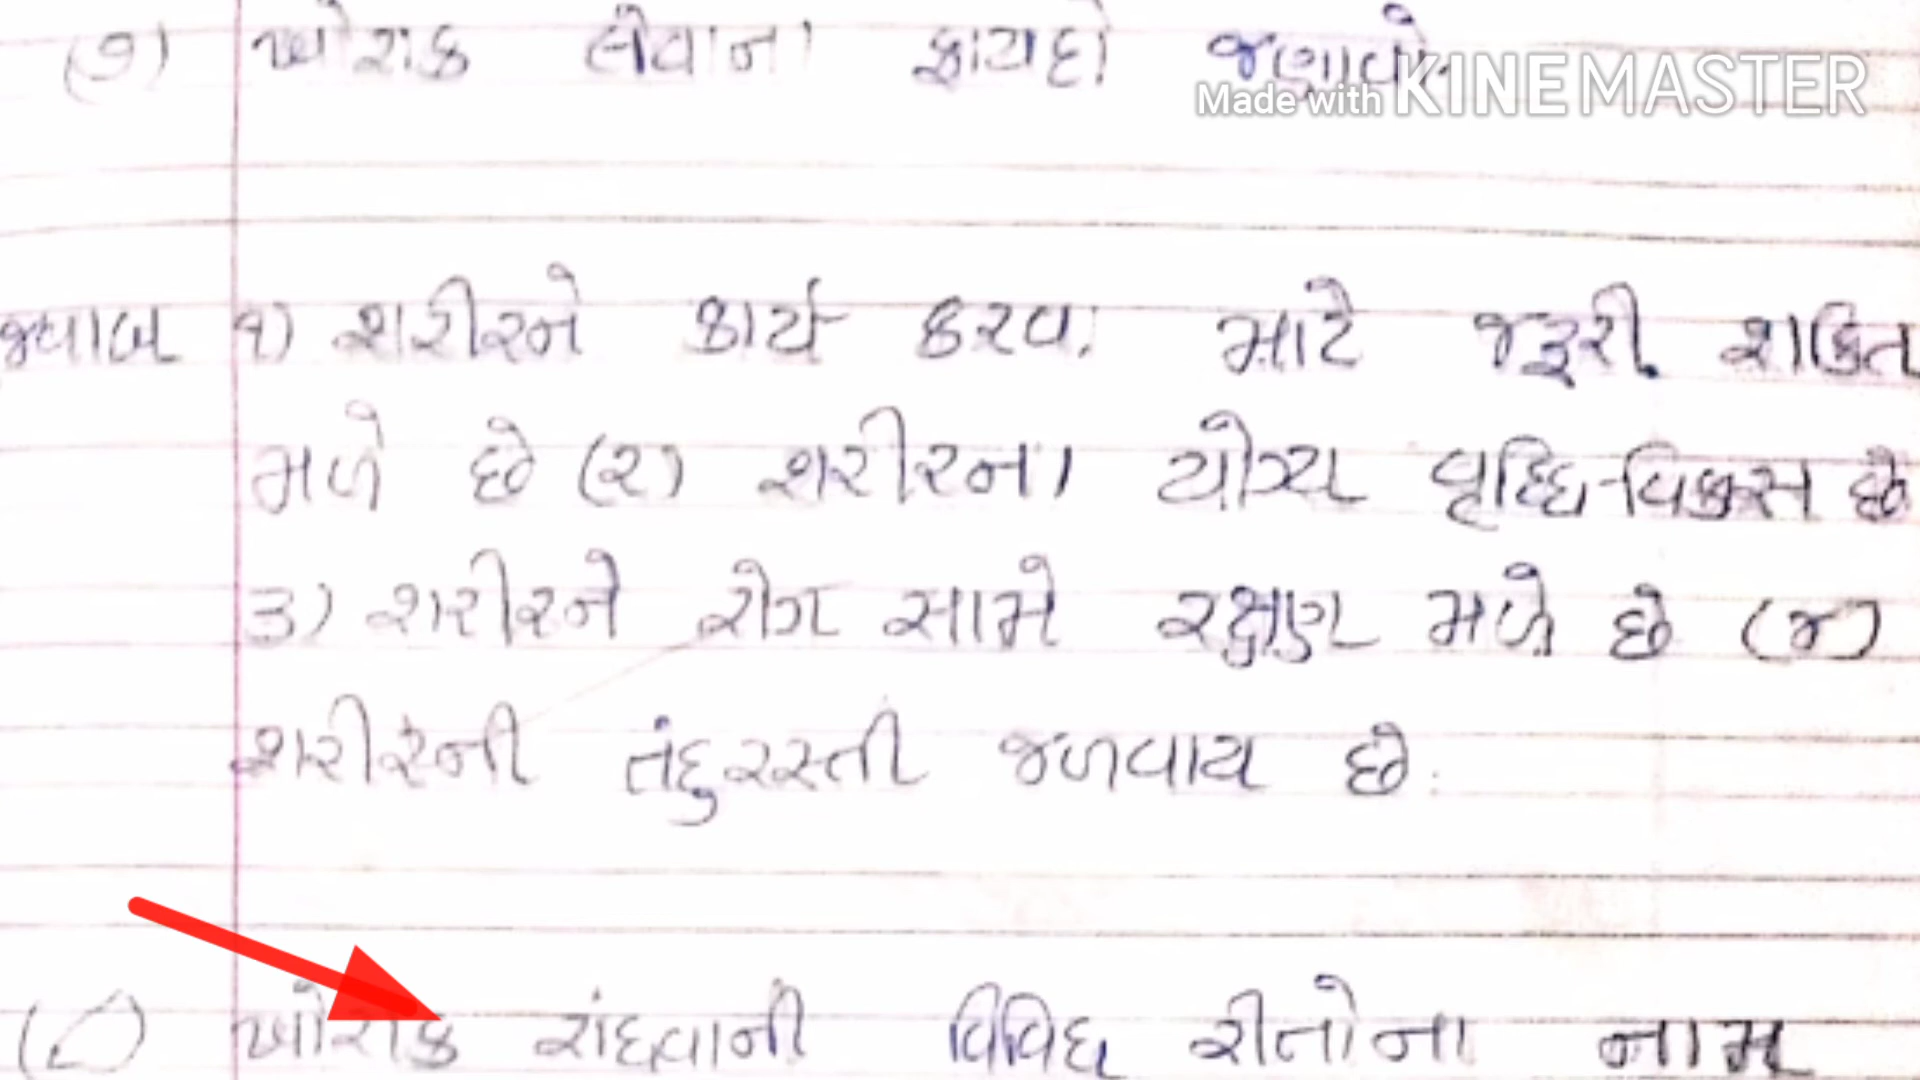 (૭) ખોરાક લેવાના ફાયદા જણાવો.
Made with KINEMASTER
જવાબ ૧) શરીરને કાર્ય કરવા માટે જરૂરી શકિત
મળે છે (૨) શરીરના યોગ્ય વૃધ્ધિ-વિકાસ છે
૩) શરીરને રોગ સામે રક્ષણ મળે છે (૪)
શરીરની તંદુરસ્તી જળવાય છે.
(૮) ખોરાક રાંધવાની વિવિધ રીતોના નામ